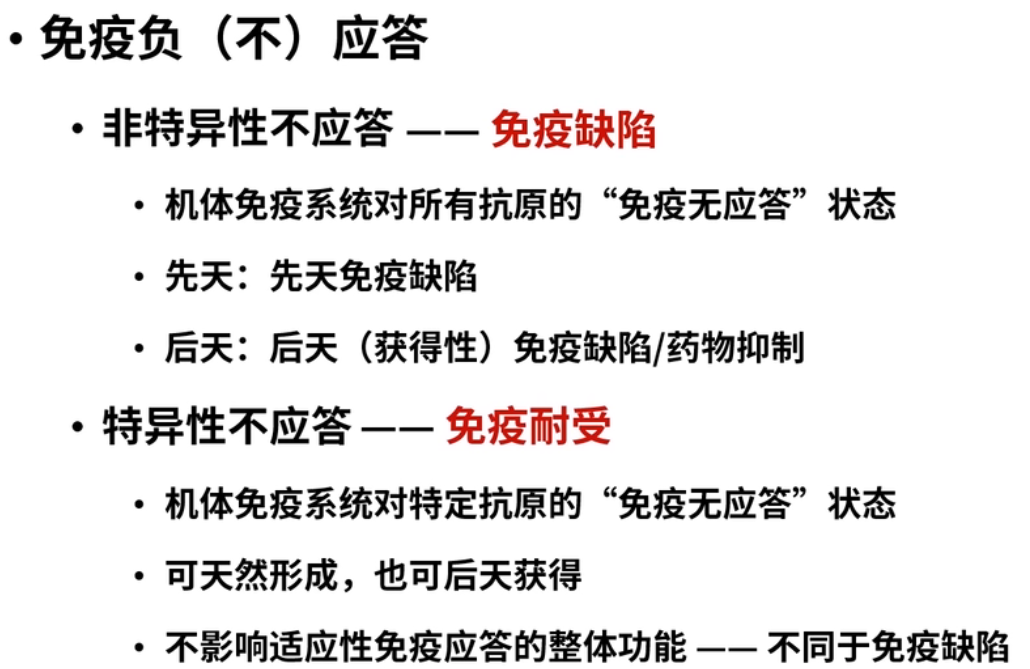 • 免疫负（不）应答
• 非特异性不应答 —— 免疫缺陷
• 机体免疫系统对所有抗原的“免疫无应答”状态
• 先天：先天免疫缺陷
• 后天：后天（获得性）免疫缺陷/药物抑制
• 特异性不应答 —— 免疫耐受
• 机体免疫系统对特定抗原的“免疫无应答”状态
• 可天然形成，也可后天获得
• 不影响适应性免疫应答的整体功能 —— 不同于免疫缺陷